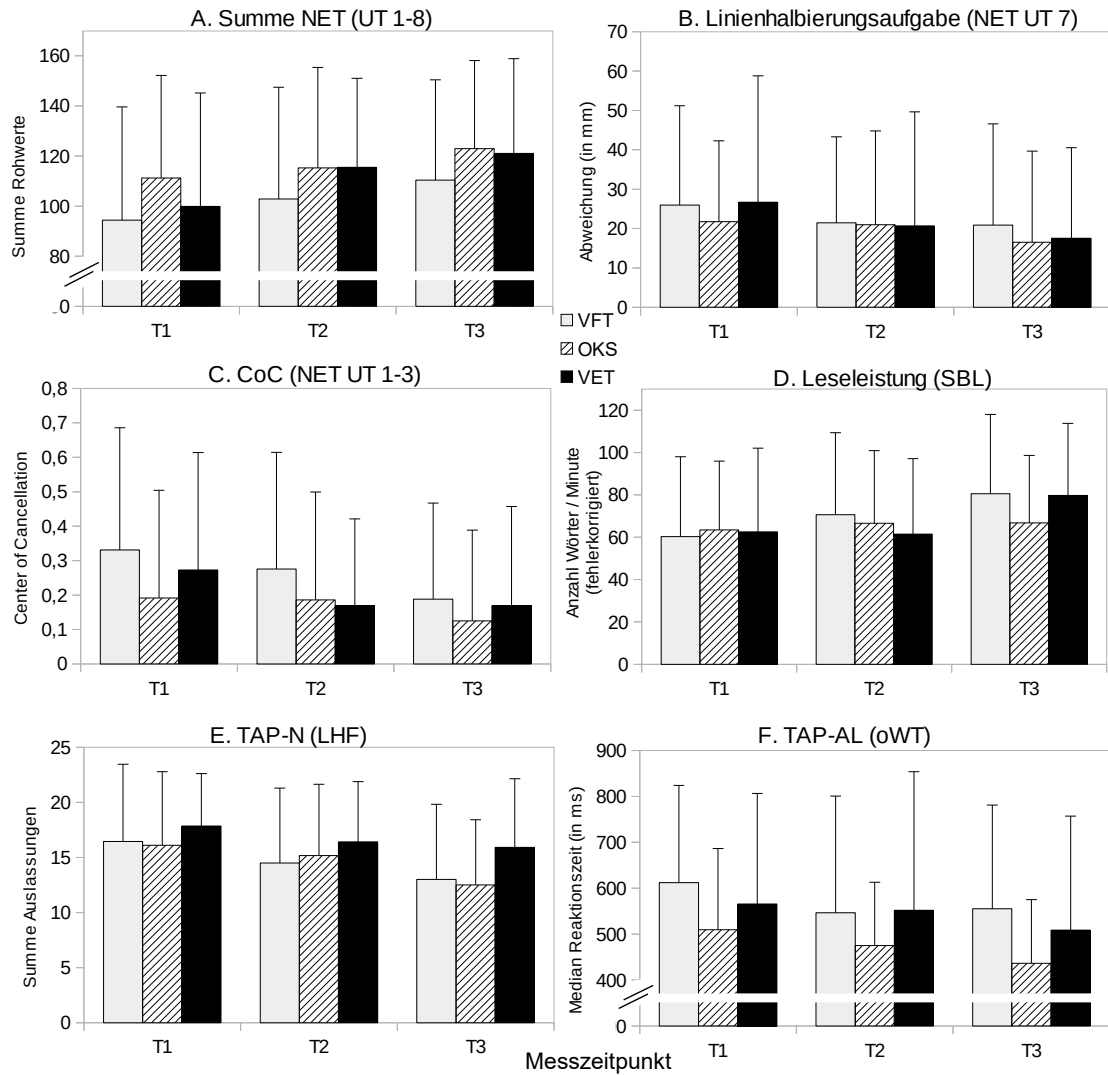 A. Summe NET (UT 1-8)
Summe Rohwerte
160
140
120
100
80
0
T1
T2
T3
B. Linienhalbierungsaufgabe (NET UT 7)
Abweichung (in mm)
70
60
50
40
30
20
10
0
T1
T2
T3
VFT
OKS
VET
C. CoC (NET UT 1-3)
Center of Cancellation
0,8
0,7
0,6
0,5
0,4
0,3
0,2
0,1
0
T1
T2
T3
D. Leseleistung (SBL)
Anzahl Wörter / Minute
(fehlerkorrigiert)
120
100
80
60
40
20
0
T1
T2
T3
E. TAP-N (LHF)
Summe Auslassungen
25
20
15
10
5
0
T1
T2
T3
F. TAP-AL (oWT)
Median Reaktionszeit (in ms)
900
800
700
600
500
400
0
T1
T2
T3
Messzeitpunkt